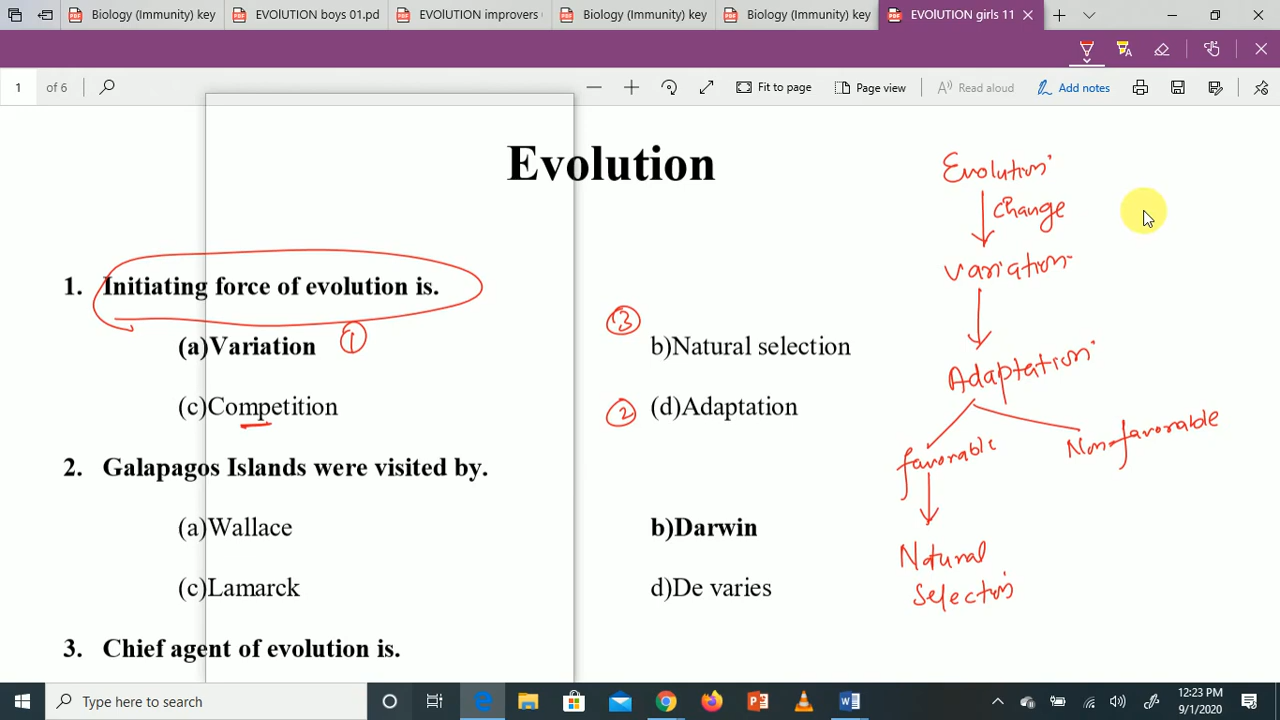 Biology (Immunity) key
EVOlUTION boys 01.pd
EVOlUTION improvers
Biology (Immunity) key
Biology (Immunity) key
EVOlUTION girls 11
1 of 6
Fit to page
Page view
Read aloud
Add notes
Evolution
Evolution
change
variation
Adaptation
favorable
Non-favorable
Natural
Selection
1. Initiating force of evolution is.
(a)Variation ①
③ b)Natural selection
(c)Competition
② (d)Adaptation
2. Galapagos Islands were visited by.
(a)Wallace
b)Darwin
(c)Lamarck
d)De varies
3. Chief agent of evolution is.
Type here to search
12:23 PM
9/1/2020